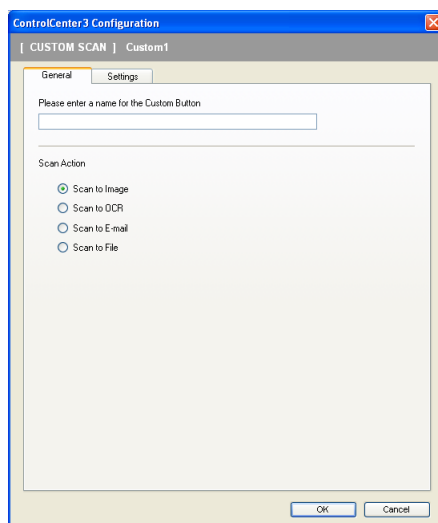 ControlCenter3 Configuration
[ CUSTOM SCAN ] Custom1
General Settings
Please enter a name for the Custom Button
Scan Action
Scan to Image
Scan to OCR
Scan to E-mail
Scan to File
OK Cancel